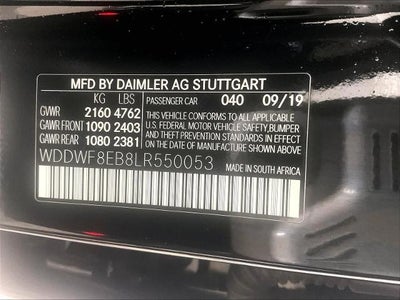 MFD BY DAIMLER AG STUTTGART
KG LBS PASSENGER CAR 040 09/19
GVWR 2160 4762 THIS VEHICLE CONFORMS TO ALL APPLICABLE
GAWR FRONT 1090 2403 U.S. FEDERAL MOTOR VEHICLE SAFETY,BUMPER
GAWR REAR 1080 2381 AND THEFT PREVENTION STANDARDS IN EFFECT
ON THE DATE OF MANUFACTURE SHOWN ABOVE.
WDDWF8EB8LR550053 MADE IN SOUTH AFRICA